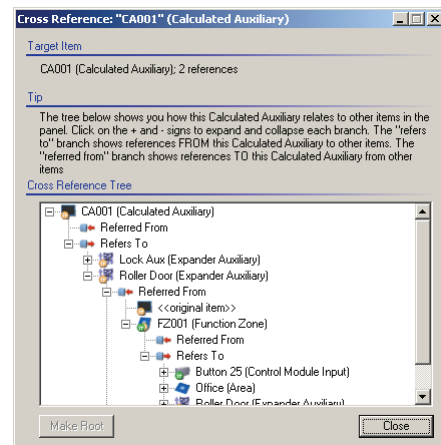 Cross Reference: "CA001" (Calculated Auxiliary)
Target Item
CA001 (Calculated Auxiliary); 2 references
Tip
The tree below shows you how this Calculated Auxiliary relates to other items in the
panel. Click on the + and - signs to expand and collapse each branch. The "refers
to" branch shows references FROM this Calculated Auxiliary to other items. The
"referred from" branch shows references TO this Calculated Auxiliary from other
items
Cross Reference Tree
CA001 (Calculated Auxiliary)
Referred From
Refers To
Lock Aux (Expander Auxiliary)
Roller Door (Expander Auxiliary)
Referred From
<<original item>>
FZ001 (Function Zone)
Referred From
Refers To
Button 25 (Control Module Input)
Office (Area)
Roller Door (Expander Auxiliary)
Make Root
Close